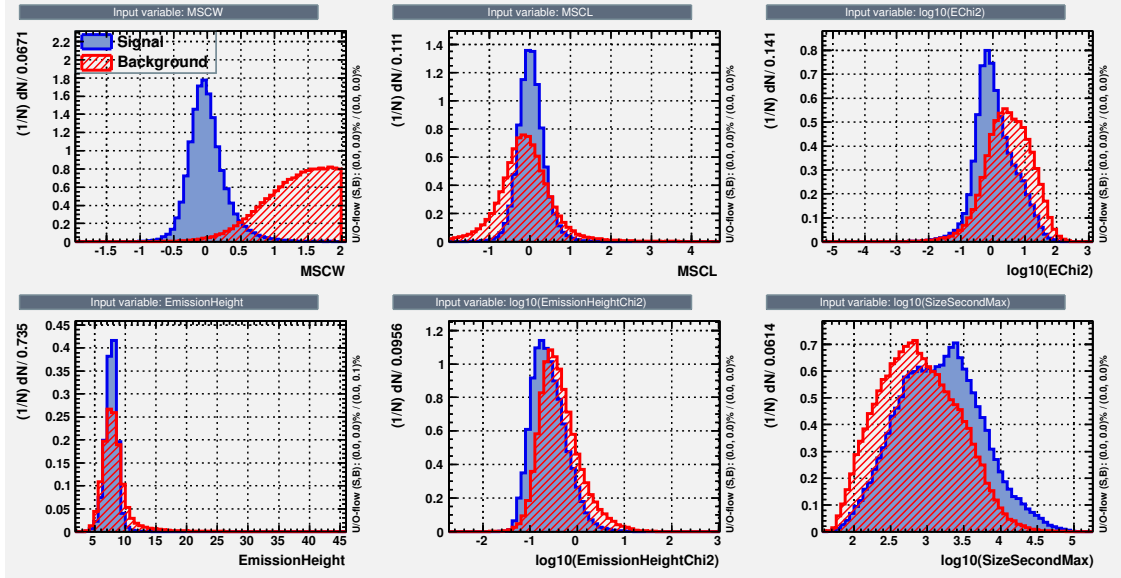 Input variable: MSCW
(1/N) dN/ 0.0671
2.2
2
1.8
1.6
1.4
1.2
1
0.8
0.6
0.4
0.2
0
Signal
Background
-1.5 -1 -0.5 0 0.5 1 1.5 2
MSCW
U/O-flow (S,B): (0.0, 0.0)% / (0.0, 0.0)%
Input variable: MSCL
(1/N) dN/ 0.111
1.4
1.2
1
0.8
0.6
0.4
0.2
0
-1 0 1 2 3 4
MSCL
U/O-flow (S,B): (0.0, 0.0)% / (0.0, 0.0)%
Input variable: log10(EChi2)
(1/N) dN/ 0.141
0.8
0.7
0.6
0.5
0.4
0.3
0.2
0.1
0
-5 -4 -3 -2 -1 0 1 2 3
log10(EChi2)
U/O-flow (S,B): (0.0, 0.0)% / (0.0, 0.0)%
Input variable: EmissionHeight
(1/N) dN/ 0.735
0.45
0.4
0.35
0.3
0.25
0.2
0.15
0.1
0.05
0
5 10 15 20 25 30 35 40 45
EmissionHeight
U/O-flow (S,B): (0.0, 0.0)% / (0.0, 0.1)%
Input variable: log10(EmissionHeightChi2)
(1/N) dN/ 0.0956
1.2
1
0.8
0.6
0.4
0.2
0
-2 -1 0 1 2 3
log10(EmissionHeightChi2)
U/O-flow (S,B): (0.0, 0.0)% / (0.0, 0.0)%
Input variable: log10(SizeSecondMax)
(1/N) dN/ 0.0614
0.7
0.6
0.5
0.4
0.3
0.2
0.1
0
2 2.5 3 3.5 4 4.5 5
log10(SizeSecondMax)
U/O-flow (S,B): (0.0, 0.0)% / (0.0, 0.0)%